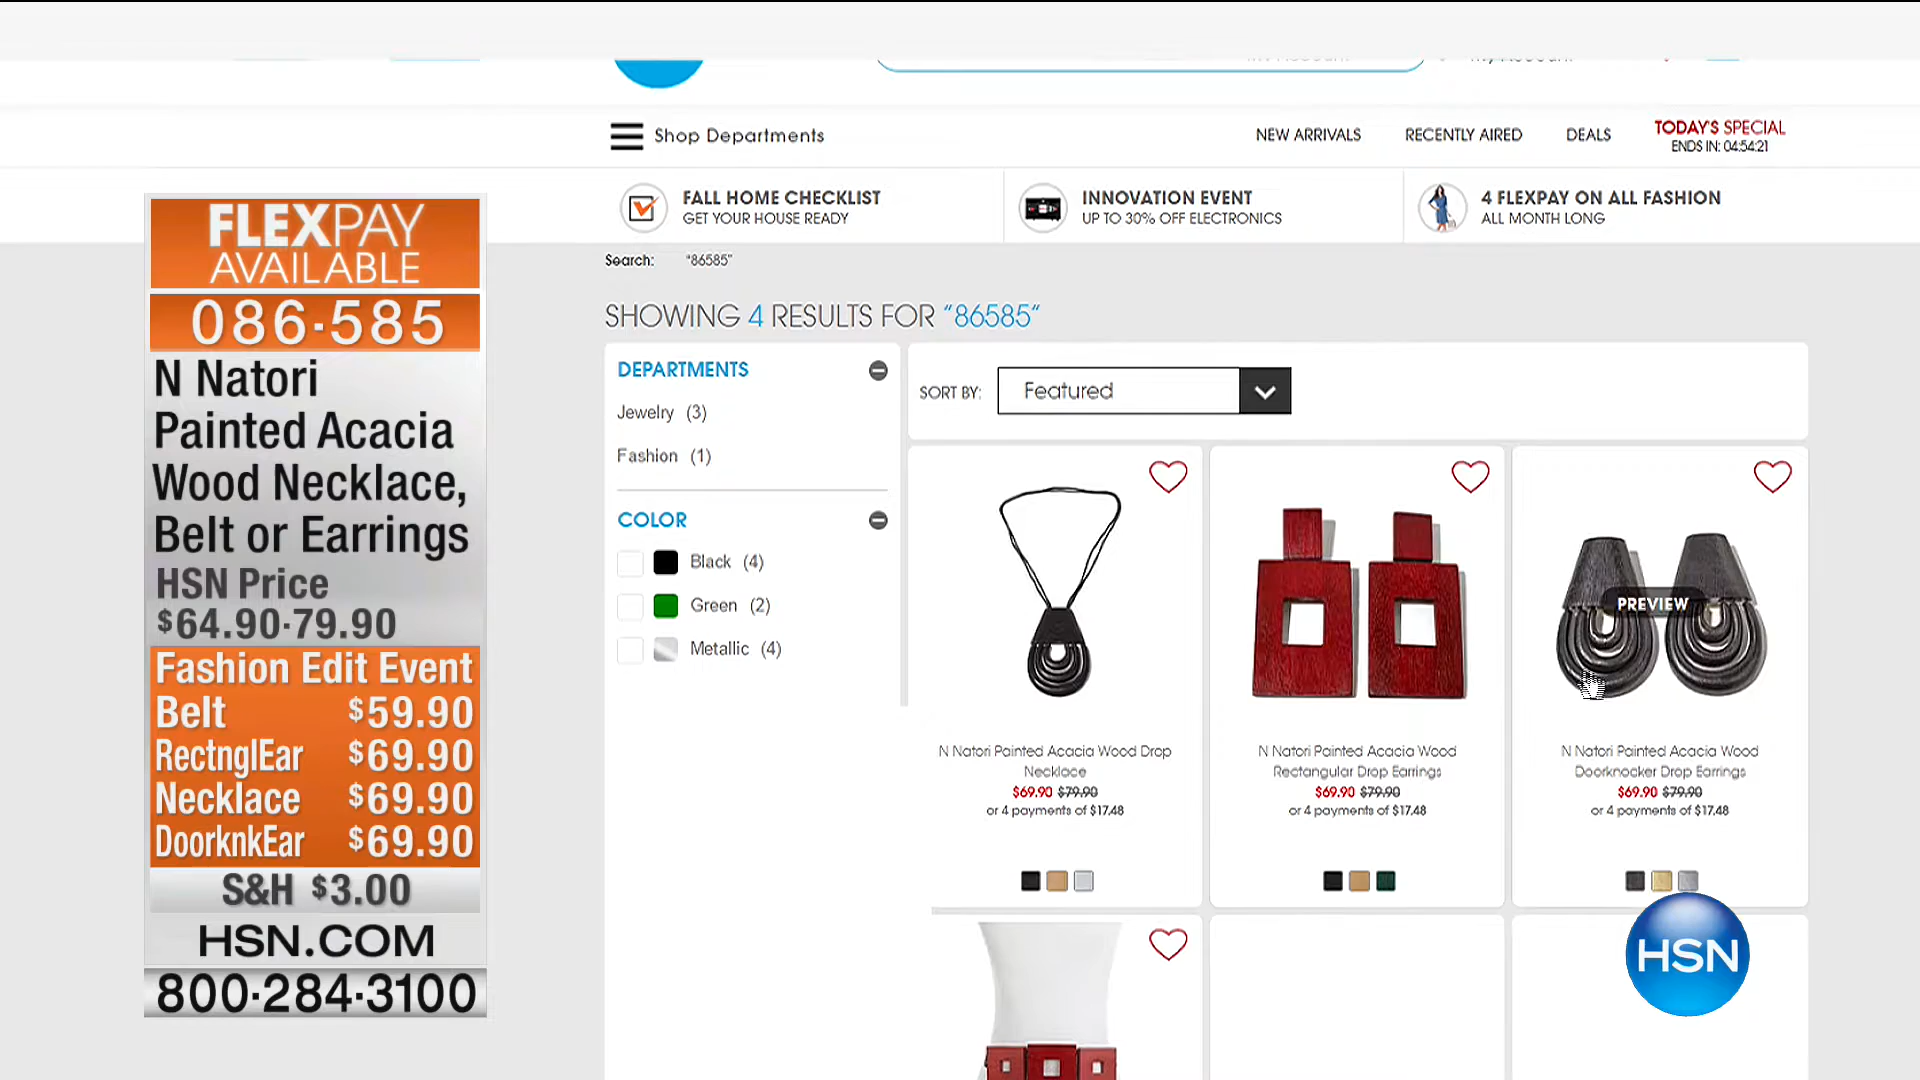 Shop Departments
NEW ARRIVALS
RECENTLY AIRED
DEALS
TODAY'S SPECIAL
ENDS IN: 04:54:21
FALL HOME CHECKLIST
GET YOUR HOUSE READY
INNOVATION EVENT
UP TO 30% OFF ELECTRONICS
4 FLEXPAY ON ALL FASHION
ALL MONTH LONG
FLEXPAY
AVAILABLE
086·585
N Natori
Painted Acacia
Wood Necklace,
Belt or Earrings
HSN Price
$64.90-79.90
Fashion Edit Event
Belt $59.90
RectnglEar $69.90
Necklace $69.90
DoorknkEar $69.90
S&H $3.00
HSN.COM
800·284·3100
Search: "86585"
SHOWING 4 RESULTS FOR "86585"
DEPARTMENTS
Jewelry (3)
Fashion (1)
COLOR
Black (4)
Green (2)
Metallic (4)
SORT BY: Featured
N Natori Painted Acacia Wood Drop
Necklace
$69.90 $79.90
or 4 payments of $17.48
N Natori Painted Acacia Wood
Rectangular Drop Earrings
$69.90 $79.90
or 4 payments of $17.48
PREVIEW
N Natori Painted Acacia Wood
Doorknocker Drop Earrings
$69.90 $79.90
or 4 payments of $17.48
HSN